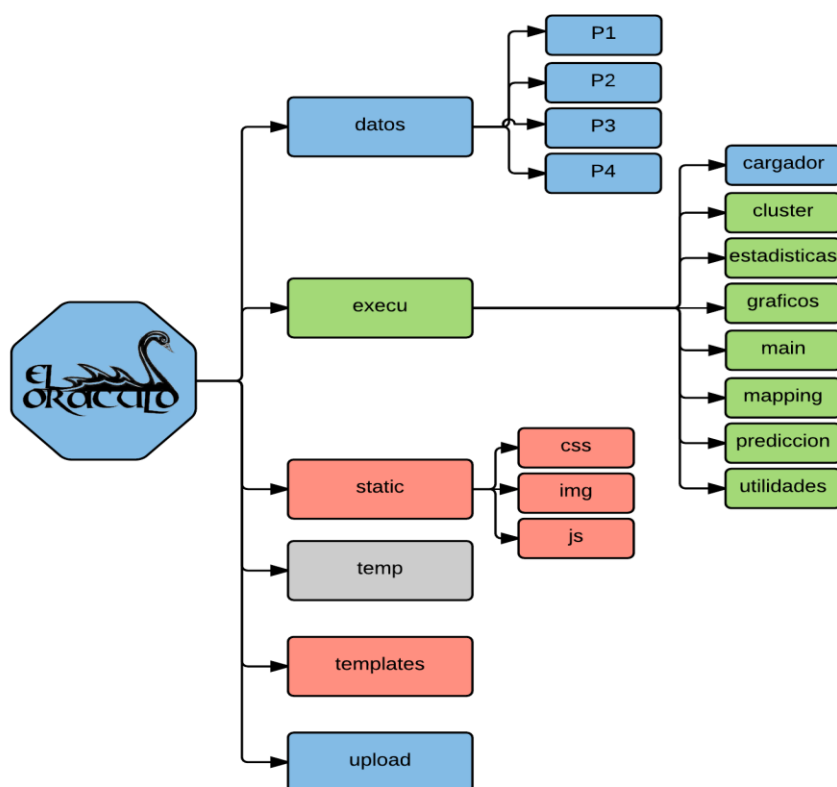 EL
ORACULO
datos
P1
P2
P3
P4
execu
cargador
cluster
estadisticas
graficos
main
mapping
prediccion
utilidades
static
css
img
js
temp
templates
upload